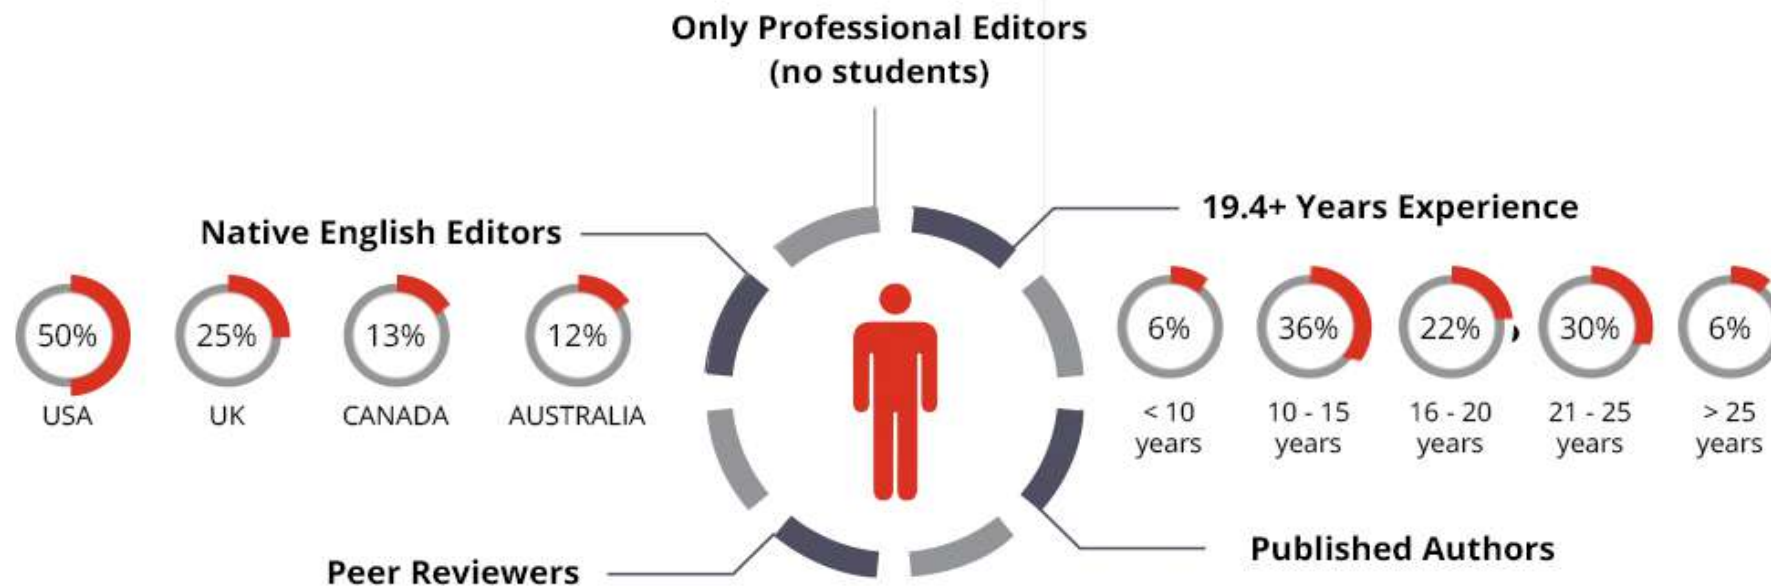 Only Professional Editors
(no students)
Native English Editors
50%
25%
13%
12%
USA
UK
CANADA
AUSTRALIA
19.4+ Years Experience
6%
36%
22%
30%
6%
< 10
years
10 - 15
years
16 - 20
years
21 - 25
years
> 25
years
Peer Reviewers
Published Authors